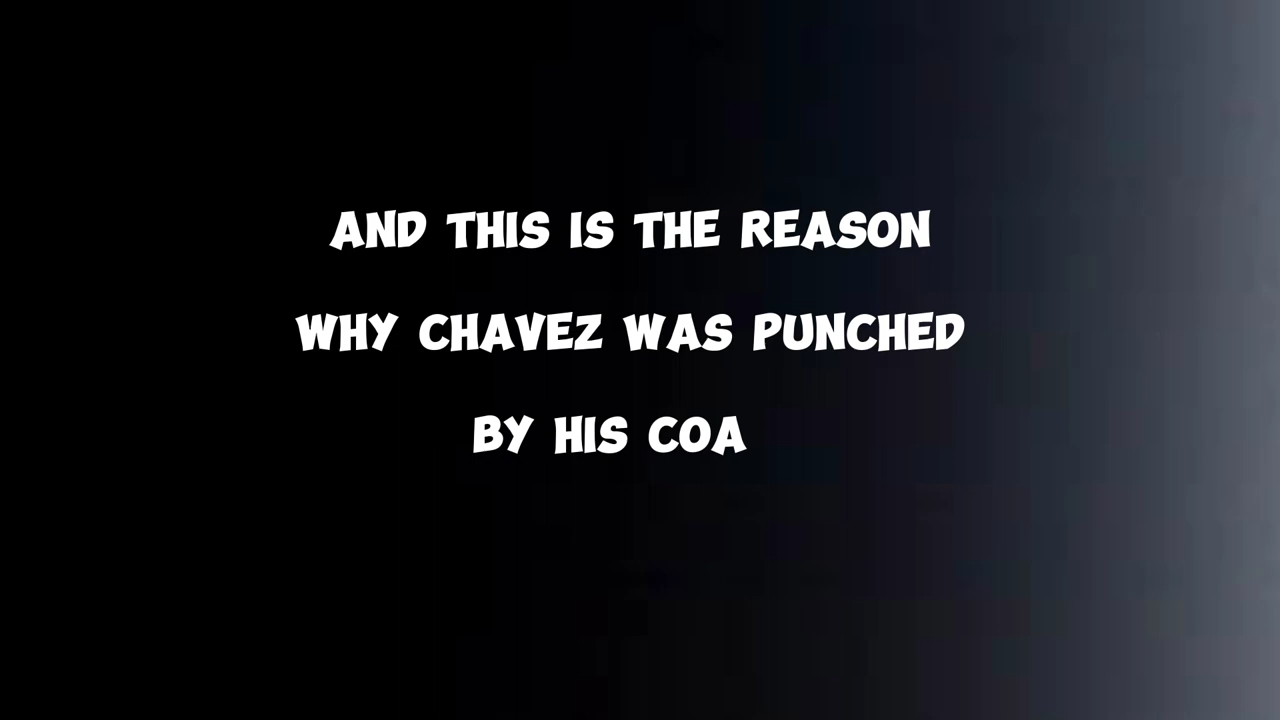 AND THIS IS THE REASON
WHY CHAVEZ WAS PUNCHED
BY HIS COA